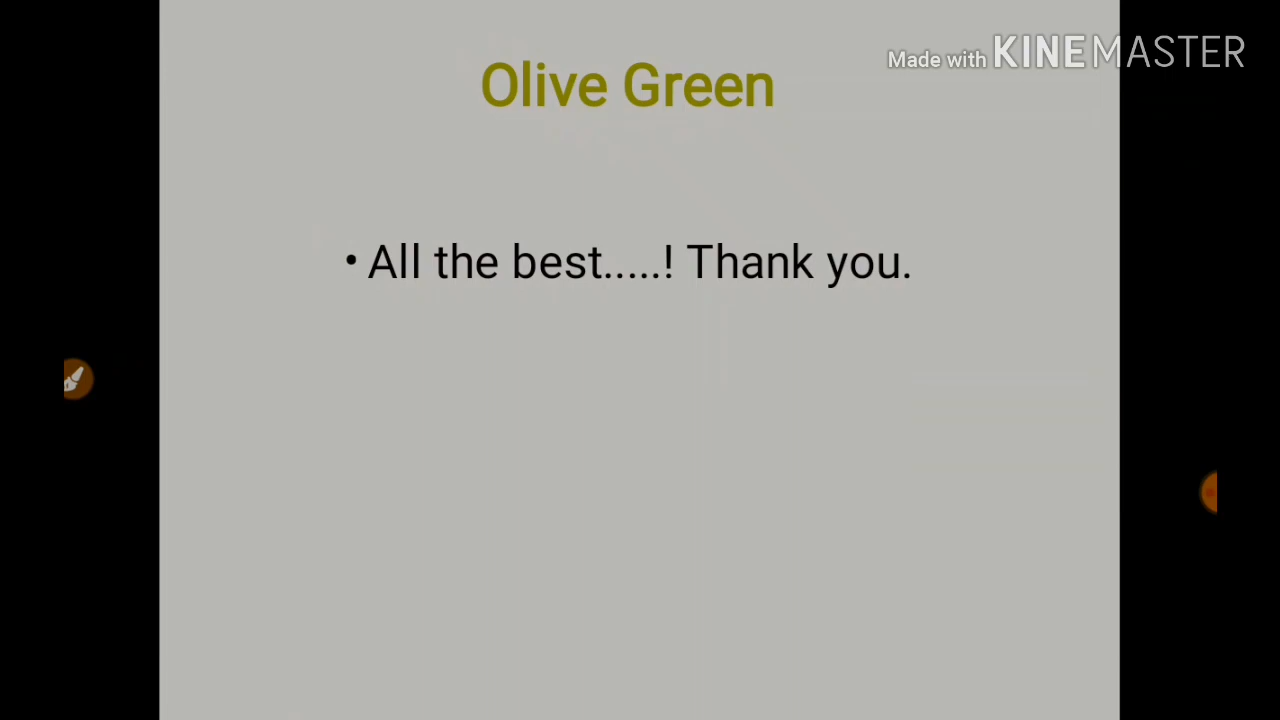 Made with KINEMASTER
Olive Green
• All the best.....! Thank you.